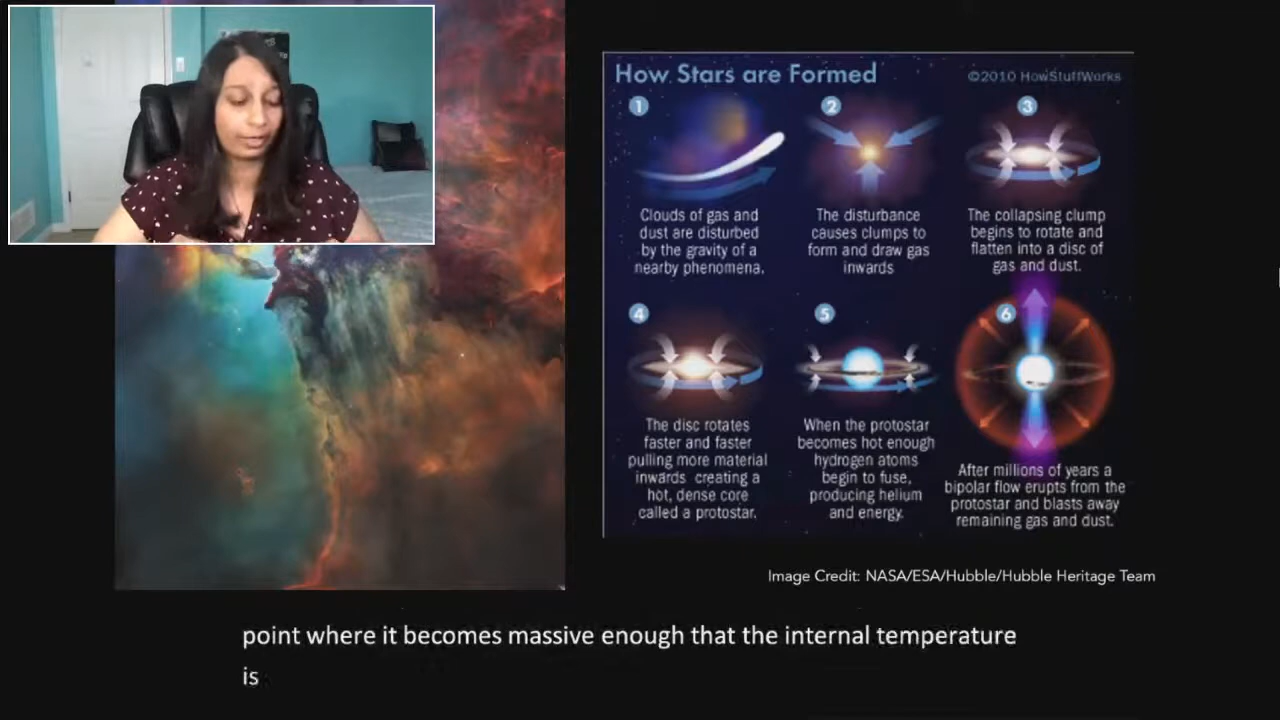 How Stars are Formed
©2010 HowStuffWorks
1
Clouds of gas and
dust are disturbed
by the gravity of a
nearby phenomena.
2
The disturbance
causes clumps to
form and draw gas
inwards
3
The collapsing clump
begins to rotate and
flatten into a disc of
gas and dust.
4
The disc rotates
faster and faster
pulling more material
inwards creating a
hot, dense core
called a protostar.
5
When the protostar
becomes hot enough
hydrogen atoms
begin to fuse,
producing helium
and energy.
6
After millions of years a
bipolar flow erupts from the
protostar and blasts away
remaining gas and dust.
Image Credit: NASA/ESA/Hubble/Hubble Heritage Team
point where it becomes massive enough that the internal temperature
is